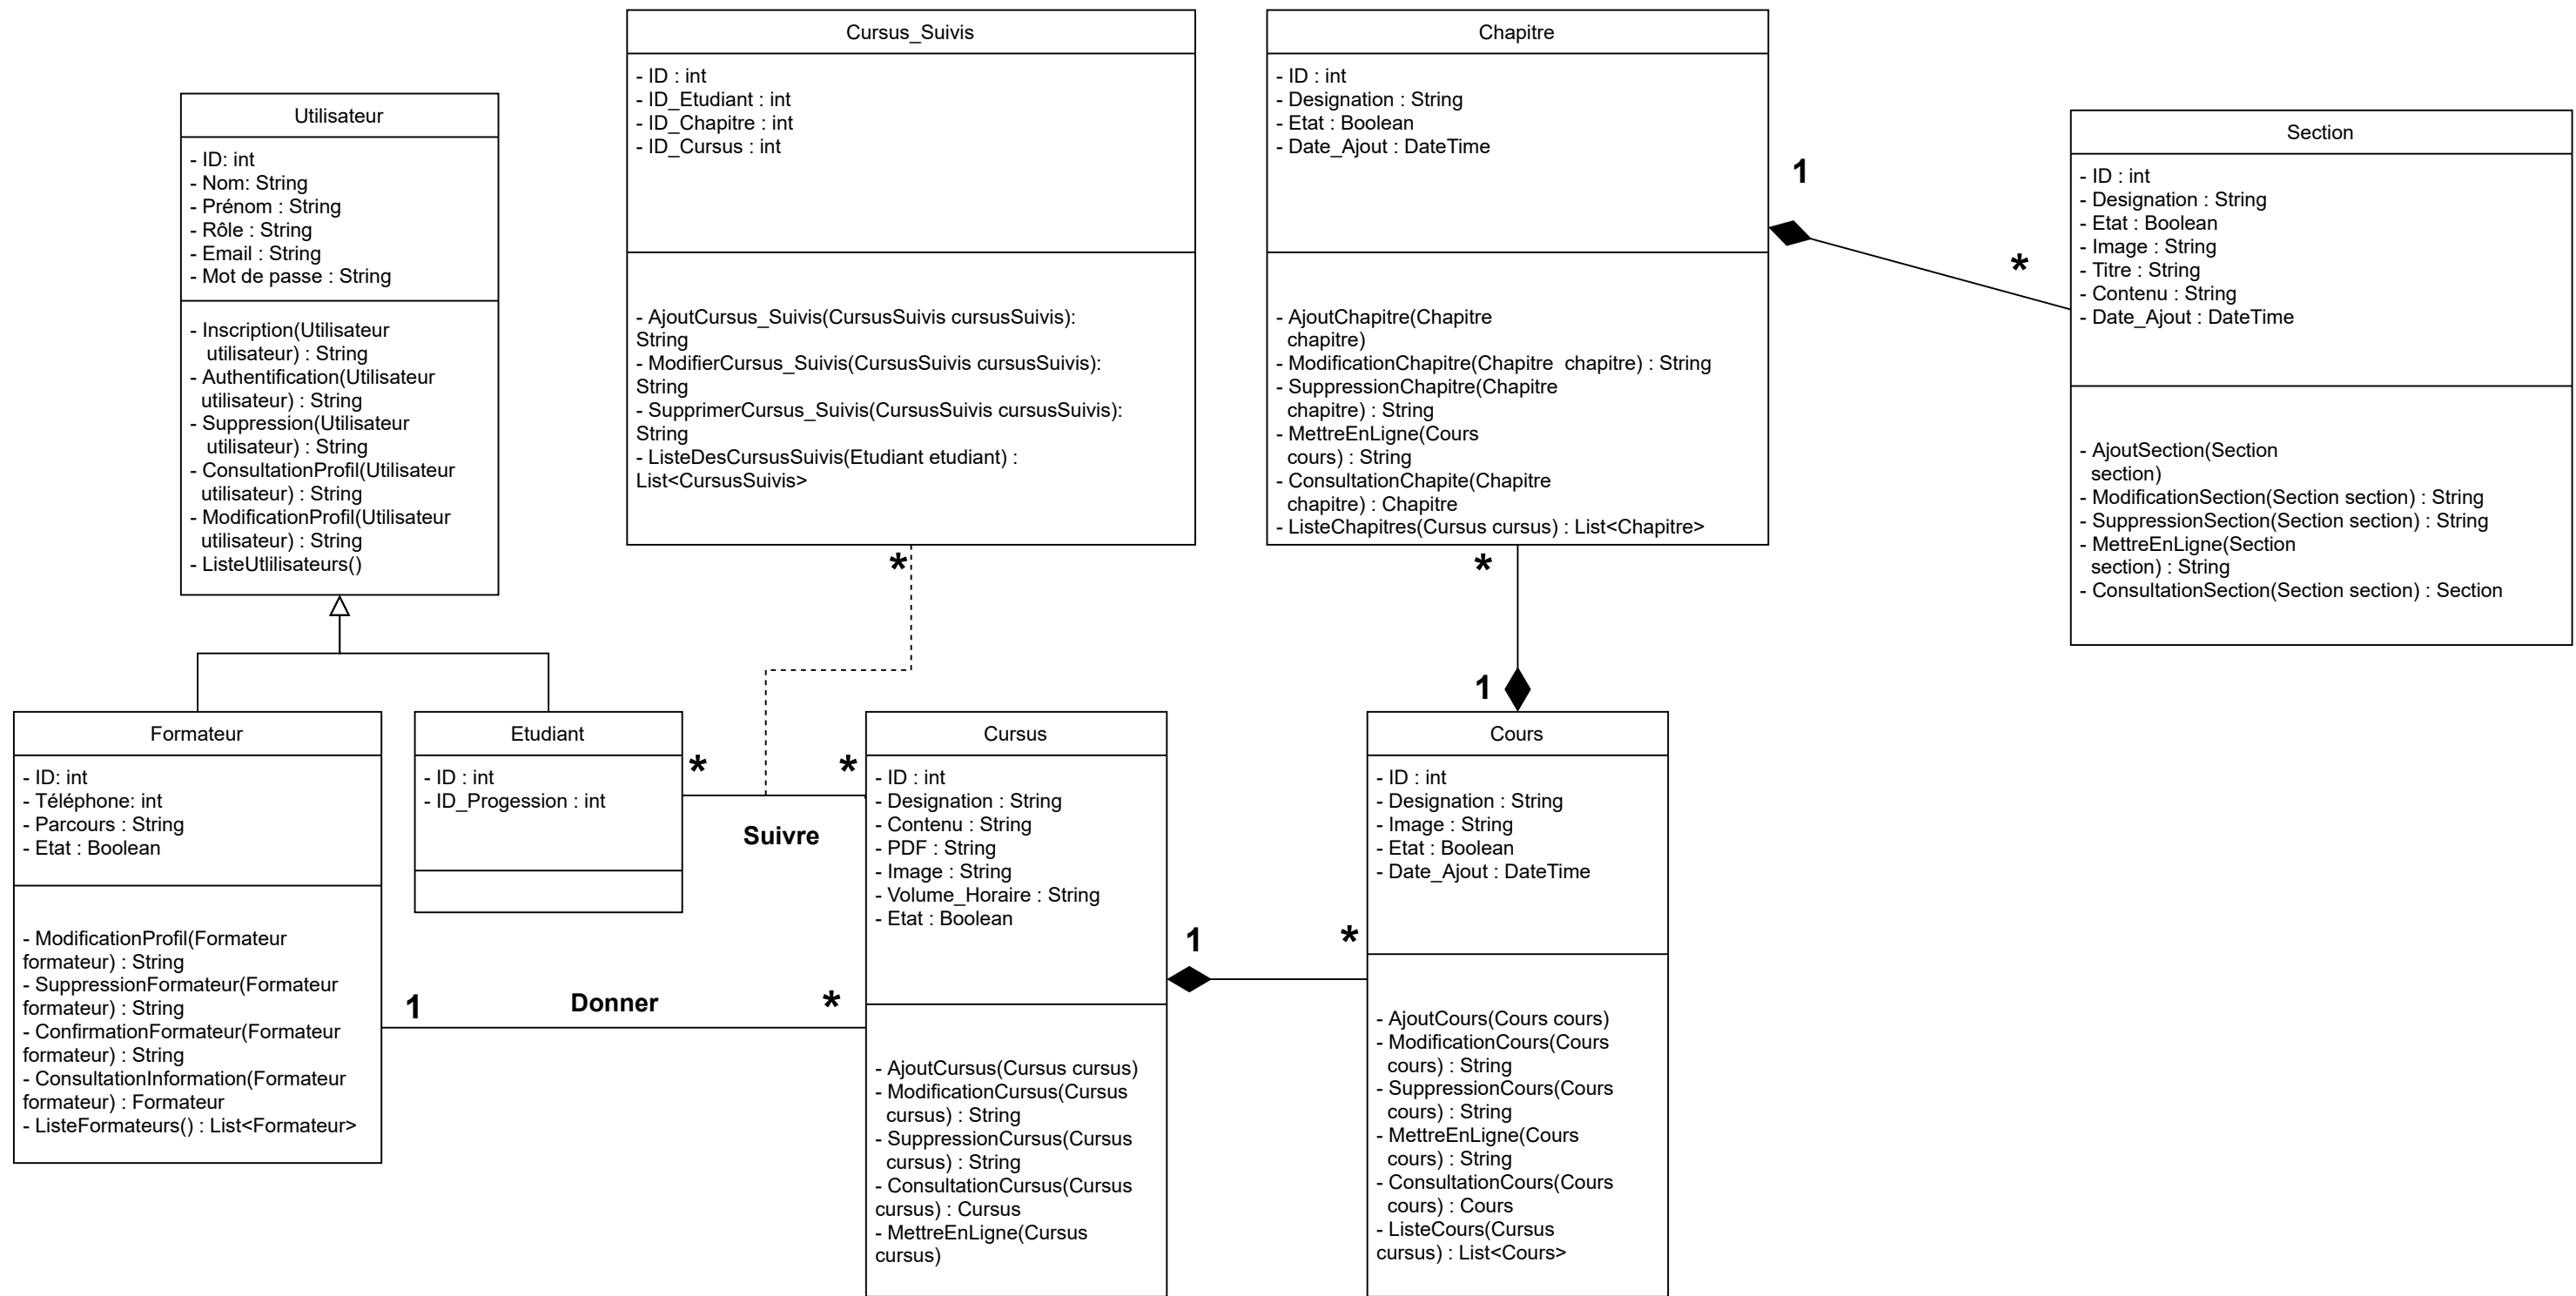 Utilisateur
- ID: int
- Nom: String
- Prénom : String
- Rôle : String
- Email : String
- Mot de passe : String
- Inscription(Utilisateur
utilisateur) : String
- Authentification(Utilisateur
utilisateur) : String
- Suppression(Utilisateur
utilisateur) : String
- ConsultationProfil(Utilisateur
utilisateur) : String
- ModificationProfil(Utilisateur
utilisateur) : String
- ListeUtlilisateurs()
Cursus_Suivis
- ID : int
- ID_Etudiant : int
- ID_Chapitre : int
- ID_Cursus : int
- AjoutCursus_Suivis(CursusSuivis cursusSuivis):
String
- ModifierCursus_Suivis(CursusSuivis cursusSuivis):
String
- SupprimerCursus_Suivis(CursusSuivis cursusSuivis):
String
- ListeDesCursusSuivis(Etudiant etudiant) :
List<CursusSuivis>
*
Chapitre
- ID : int
- Designation : String
- Etat : Boolean
- Date_Ajout : DateTime
- AjoutChapitre(Chapitre
chapitre)
- ModificationChapitre(Chapitre  chapitre) : String
- SuppressionChapitre(Chapitre
chapitre) : String
- MettreEnLigne(Cours
cours) : String
- ConsultationChapite(Chapitre
chapitre) : Chapitre
- ListeChapitres(Cursus cursus) : List<Chapitre>
1
*
Section
- ID : int
- Designation : String
- Etat : Boolean
- Image : String
- Titre : String
- Contenu : String
- Date_Ajout : DateTime
- AjoutSection(Section
section)
- ModificationSection(Section section) : String
- SuppressionSection(Section section) : String
- MettreEnLigne(Section
section) : String
- ConsultationSection(Section section) : Section
*
1
Formateur
- ID: int
- Téléphone: int
- Parcours : String
- Etat : Boolean
- ModificationProfil(Formateur
formateur) : String
- SuppressionFormateur(Formateur
formateur) : String
- ConfirmationFormateur(Formateur
formateur) : String
- ConsultationInformation(Formateur
formateur) : Formateur
- ListeFormateurs() : List<Formateur>
Etudiant
- ID : int
- ID_Progession : int
*
*
Suivre
1
Donner
*
Cursus
- ID : int
- Designation : String
- Contenu : String
- PDF : String
- Image : String
- Volume_Horaire : String
- Etat : Boolean
- AjoutCursus(Cursus cursus)
- ModificationCursus(Cursus
cursus) : String
- SuppressionCursus(Cursus
cursus) : String
- ConsultationCursus(Cursus
cursus) : Cursus
- MettreEnLigne(Cursus
cursus)
1
*
Cours
- ID : int
- Designation : String
- Image : String
- Etat : Boolean
- Date_Ajout : DateTime
- AjoutCours(Cours cours)
- ModificationCours(Cours
cours) : String
- SuppressionCours(Cours
cours) : String
- MettreEnLigne(Cours
cours) : String
- ConsultationCours(Cours
cours) : Cours
- ListeCours(Cursus
cursus) : List<Cours>